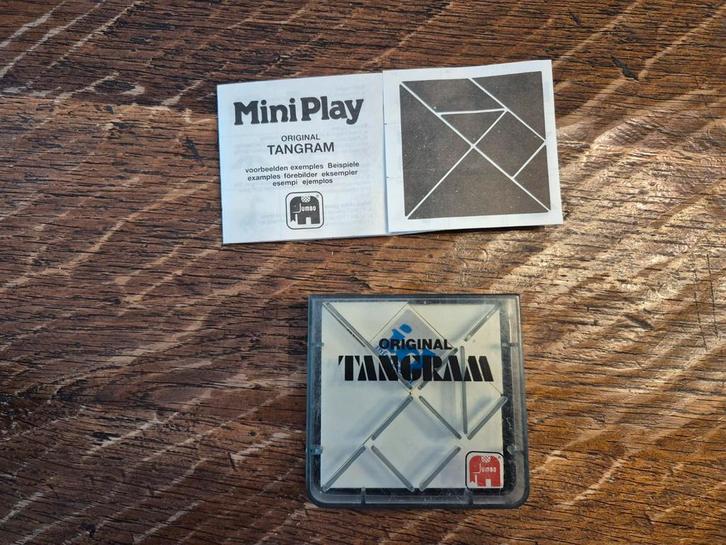 MiniPlay
ORIGINAL
TANGRAM
voorbeelden exemples Beispiele
examples förebilder eksempler
esempi ejemplos
Jumbo
ORIGINAL
TANGRAM
Jumbo